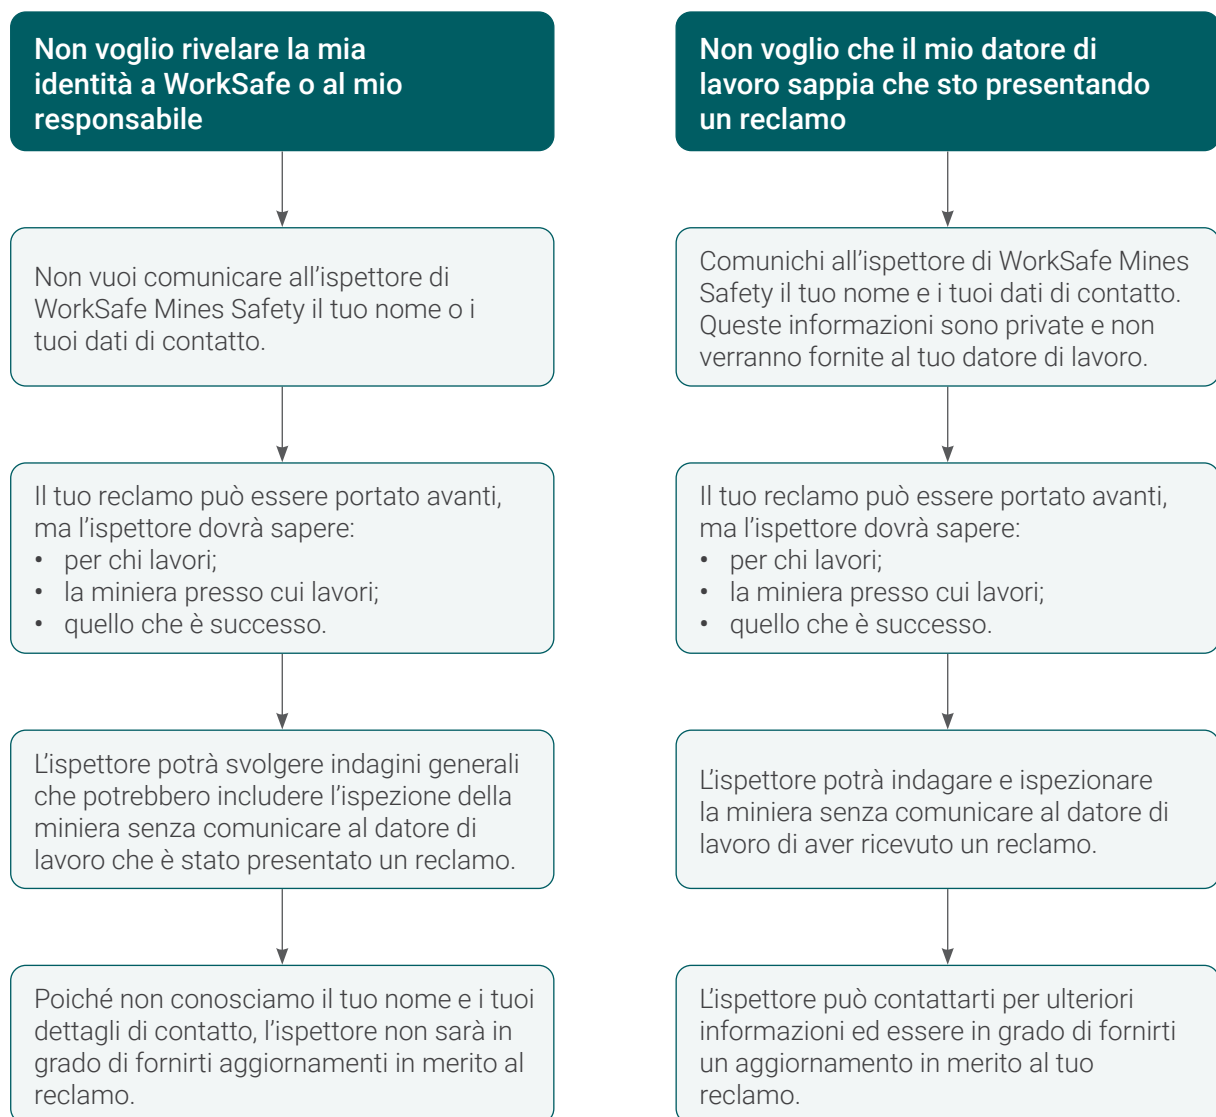 Non voglio rivelare la mia
identità a WorkSafe o al mio
responsabile
Non vuoi comunicare all'ispettore di
WorkSafe Mines Safety il tuo nome o i
tuoi dati di contatto.
Il tuo reclamo può essere portato avanti,
ma l'ispettore dovrà sapere:
• per chi lavori;
• la miniera presso cui lavori;
• quello che è successo.
L'ispettore potrà svolgere indagini generali
che potrebbero includere l'ispezione della
miniera senza comunicare al datore di
lavoro che è stato presentato un reclamo.
Poiché non conosciamo il tuo nome e i tuoi
dettagli di contatto, l'ispettore non sarà in
grado di fornirti aggiornamenti in merito al
reclamo.
Non voglio che il mio datore di
lavoro sappia che sto presentando
un reclamo
Comunichi all'ispettore di WorkSafe Mines
Safety il tuo nome e i tuoi dati di contatto.
Queste informazioni sono private e non
verranno fornite al tuo datore di lavoro.
Il tuo reclamo può essere portato avanti,
ma l'ispettore dovrà sapere:
• per chi lavori;
• la miniera presso cui lavori;
• quello che è successo.
L'ispettore potrà indagare e ispezionare
la miniera senza comunicare al datore di
lavoro di aver ricevuto un reclamo.
L'ispettore può contattarti per ulteriori
informazioni ed essere in grado di fornirti
un aggiornamento in merito al tuo
reclamo.